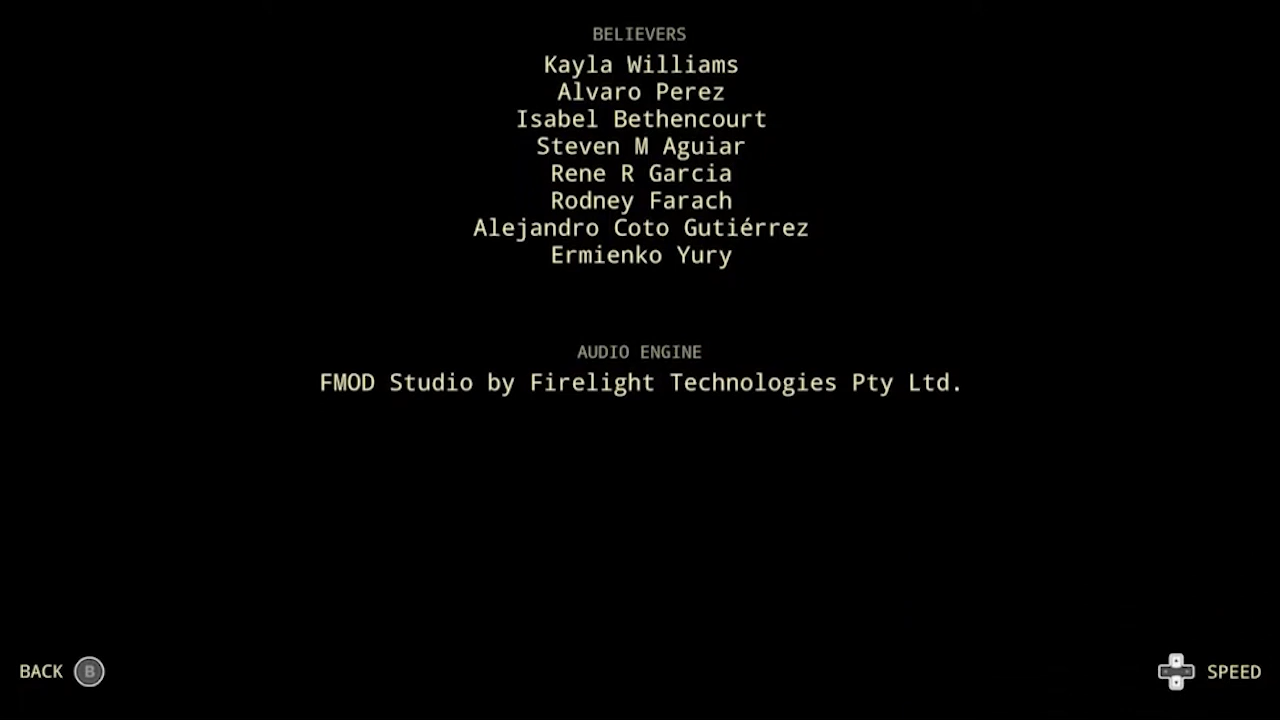 BELIEVERS
Kayla Williams
Alvaro Perez
Isabel Bethencourt
Steven M Aguiar
Rene R Garcia
Rodney Farach
Alejandro Coto Gutiérrez
Ermienko Yury
AUDIO ENGINE
FMOD Studio by Firelight Technologies Pty Ltd.
BACK B
SPEED